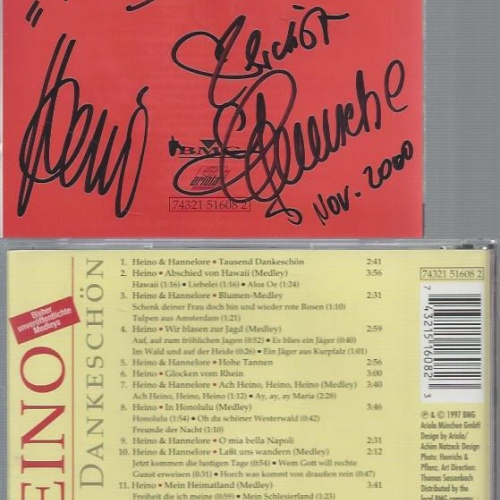 Heino
BMG
ariola
74321 51608 2
Nov. 2000
74321 51608 2
EINO
DANKESCHÖN
Bisher
unveröffentlichte
Medleys
1. Heino & Hannelore • Tausend Dankeschön 2:41
2. Heino • Abschied von Hawaii (Medley) 3:56
Hawaii (1:16) • Liebelei (1:16) • Aloa Oe (1:24)
3. Heino & Hannelore • Blumen-Medley 2:31
Schenk deiner Frau doch hin und wieder rote Rosen (1:10)
Tulpen aus Amsterdam (1:21)
4. Heino • Wir blasen zur Jagd (Medley) 2:59
Auf, auf zum fröhlichen Jagen (0:52) • Es blies ein Jäger (0:40)
Im Wald und auf der Heide (0:26) • Ein Jäger aus Kurpfalz (1:01)
5. Heino & Hannelore • Hohe Tannen 2:56
6. Heino • Glocken vom Rhein 3:00
7. Heino & Hannelore • Ach Heino, Heino, Heino (Medley) 3:40
Ach Heino, Heino, Heino (1:12) • Ay, ay, ay Maria (2:28)
8. Heino • In Honolulu (Medley) 3:46
Honolulu (1:54) • Oh du schöner Westerwald (0:42)
Freunde der Nacht (1:10)
9. Heino & Hannelore • O mia bella Napoli 2:12
10. Heino & Hannelore • Laßt uns wandern (Medley) 2:12
Jetzt kommen die lustigen Tage (0:54) • Wem Gott will rechte
Gunst erweisen (0:31) • Horch was kommt von draußen rein (0:47)
11. Heino • Mein Heimatland (Medley)
Freiheit die ich meine (0:59) • Mein Schlesierland (1:23)
7 43215 16082 3
℗ & © 1997 BMG
Ariola München GmbH
Design by Ariola/
Achim Natzeck Design
Photo: Henrichs &
Pflanz, Art Direction:
Thomas Sassenbach
Distributed by the